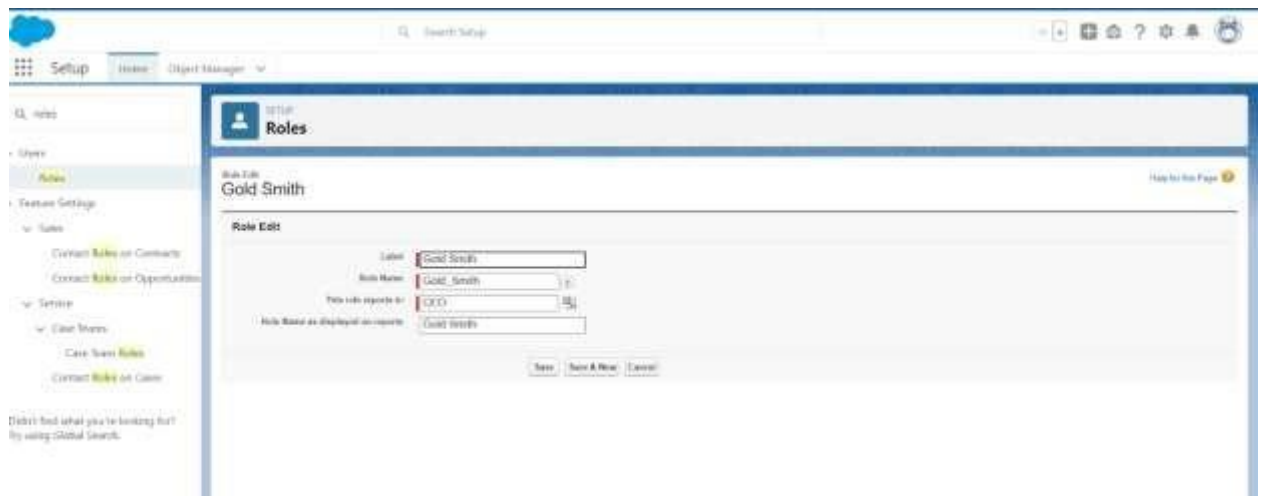 Search Setup
Setup
Home
Object Manager
roles
Users
Roles
Feature Settings
Sales
Contact Roles on Contracts
Contact Roles on Opportunities
Service
Case Teams
Case Team Roles
Contact Roles on Cases
Didn't find what you're looking for?
Try using Global Search.
SETUP
Roles
Role Edit
Gold Smith
Help for this Page
Role Edit
Label
Gold Smith
Role Name
Gold_Smith
i
This role reports to
CEO
Role Name as displayed on reports
Gold Smith
Save
Save & New
Cancel